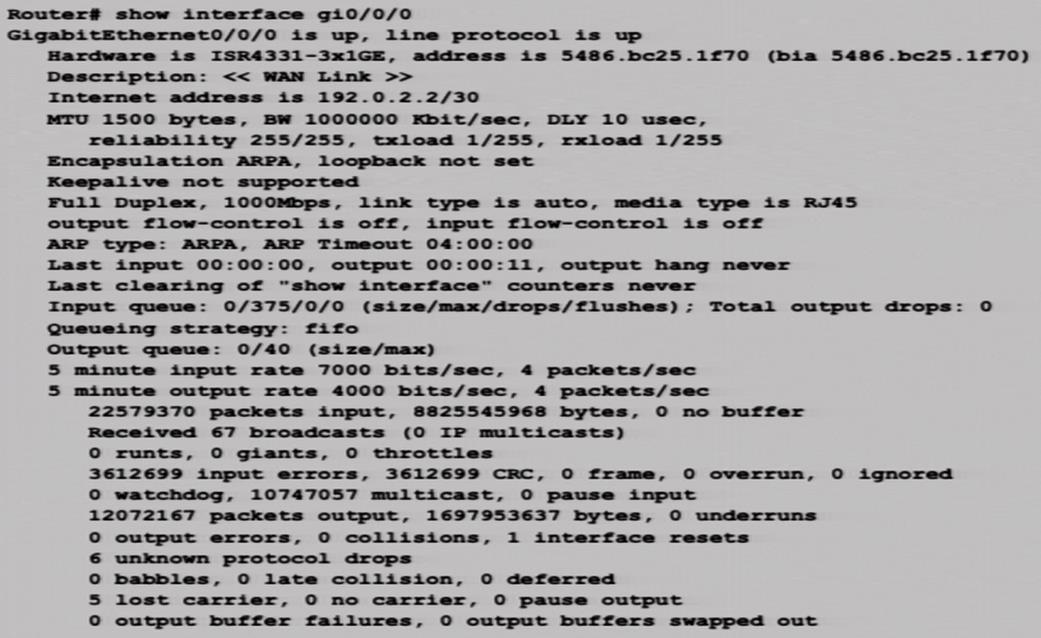 Router# show interface gi0/0/0
GigabitEthernet0/0/0 is up, line protocol is up
Hardware is ISR4331-3x1GE, address is 5486.bc25.1f70 (bia 5486.bc25.1f70)
Description: << WAN Link >>
Internet address is 192.0.2.2/30
MTU 1500 bytes, BW 1000000 Kbit/sec, DLY 10 usec,
reliability 255/255, txload 1/255, rxload 1/255
Encapsulation ARPA, loopback not set
Keepalive not supported
Full Duplex, 1000Mbps, link type is auto, media type is RJ45
output flow-control is off, input flow-control is off
ARP type: ARPA, ARP Timeout 04:00:00
Last input 00:00:00, output 00:00:11, output hang never
Last clearing of "show interface" counters never
Input queue: 0/375/0/0 (size/max/drops/flushes); Total output drops: 0
Queueing strategy: fifo
Output queue: 0/40 (size/max)
5 minute input rate 7000 bits/sec, 4 packets/sec
5 minute output rate 4000 bits/sec, 4 packets/sec
22579370 packets input, 8825545968 bytes, 0 no buffer
Received 67 broadcasts (0 IP multicasts)
0 runts, 0 giants, 0 throttles
3612699 input errors, 3612699 CRC, 0 frame, 0 overrun, 0 ignored
0 watchdog, 10747057 multicast, 0 pause input
12072167 packets output, 1697953637 bytes, 0 underruns
0 output errors, 0 collisions, 1 interface resets
6 unknown protocol drops
0 babbles, 0 late collision, 0 deferred
5 lost carrier, 0 no carrier, 0 pause output
0 output buffer failures, 0 output buffers swapped out